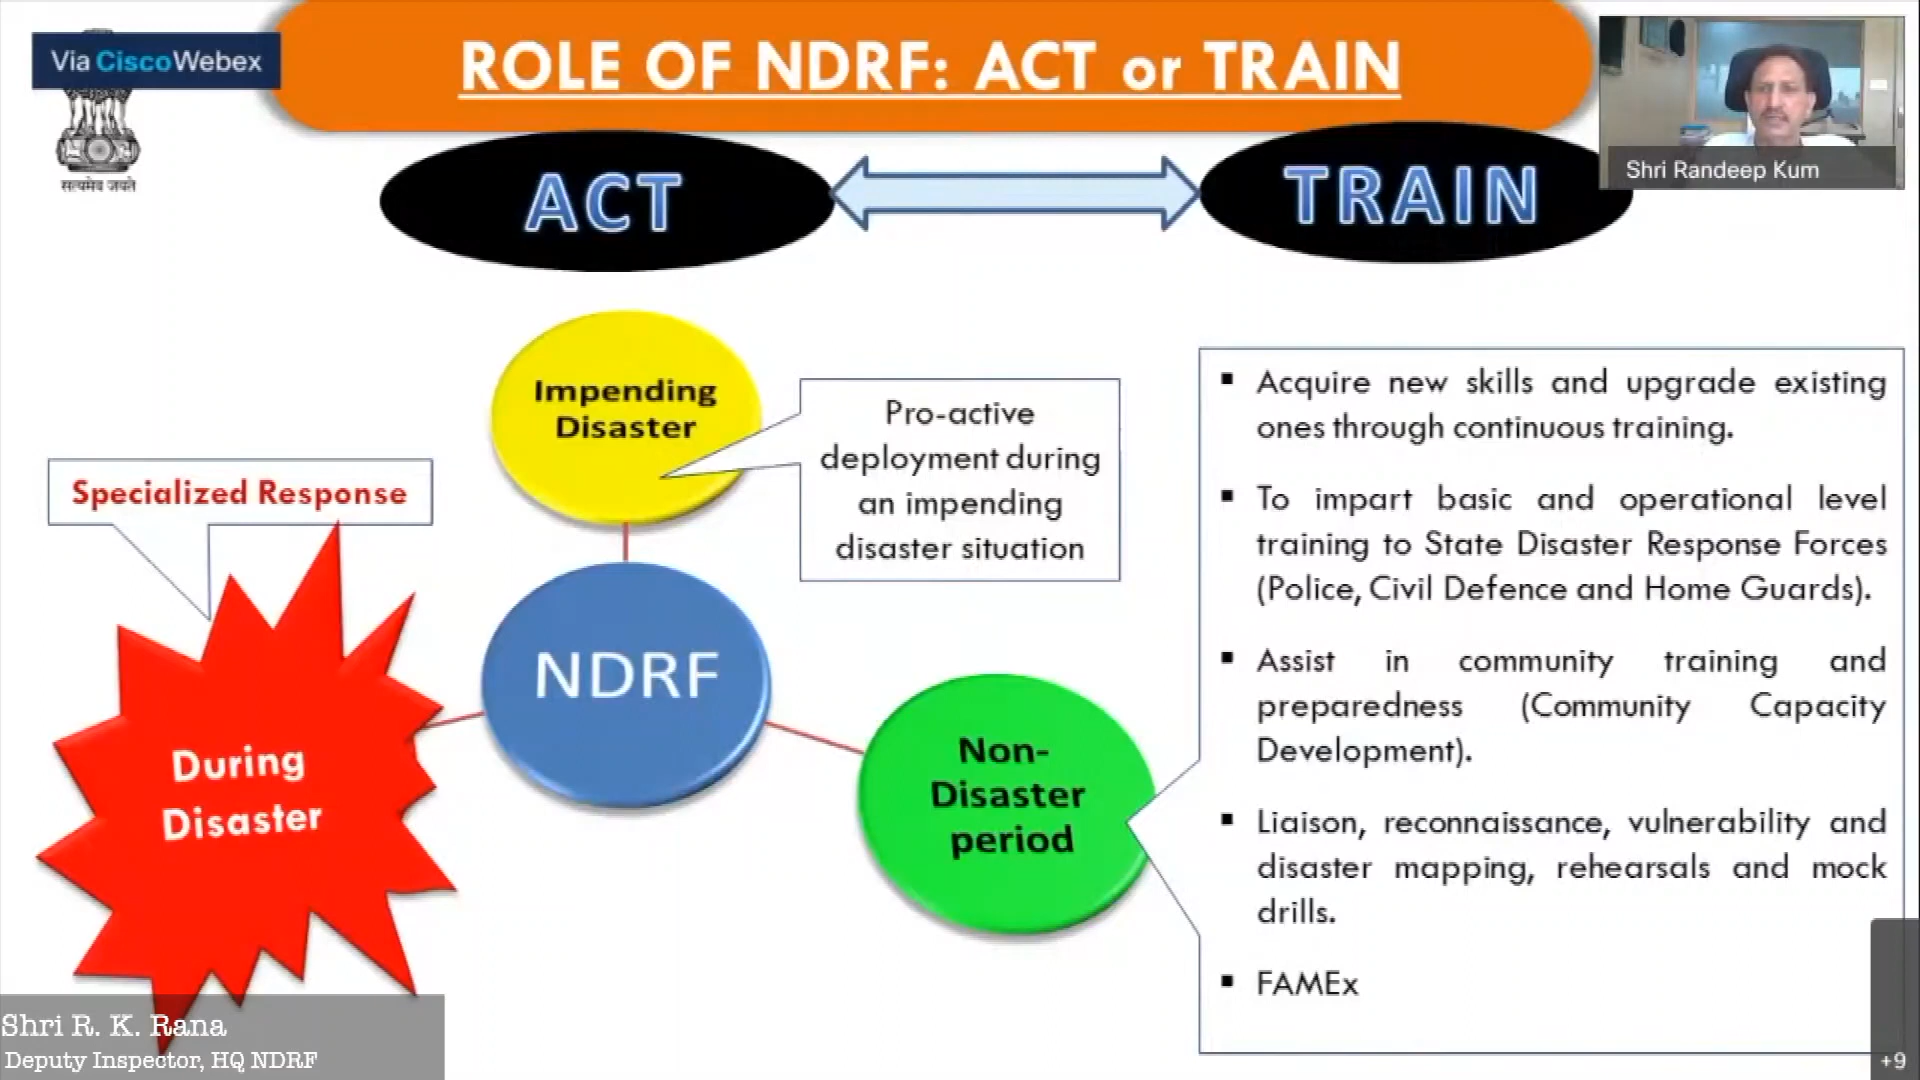 Via CiscoWebex
सत्यमेव जयते
ROLE OF NDRF: ACT or TRAIN
Shri Randeep Kum
ACT
TRAIN
Impending
Disaster
Pro-active
deployment during
an impending
disaster situation
Specialized Response
During
Disaster
NDRF
Non-
Disaster
period
▪ Acquire new skills and upgrade existing
ones through continuous training.
▪ To impart basic and operational level
training to State Disaster Response Forces
(Police, Civil Defence and Home Guards).
▪ Assist in community training and
preparedness (Community Capacity
Development).
▪ Liaison, reconnaissance, vulnerability and
disaster mapping, rehearsals and mock
drills.
▪ FAMEx
Shri R. K. Rana
Deputy Inspector, HQ NDRF
+9